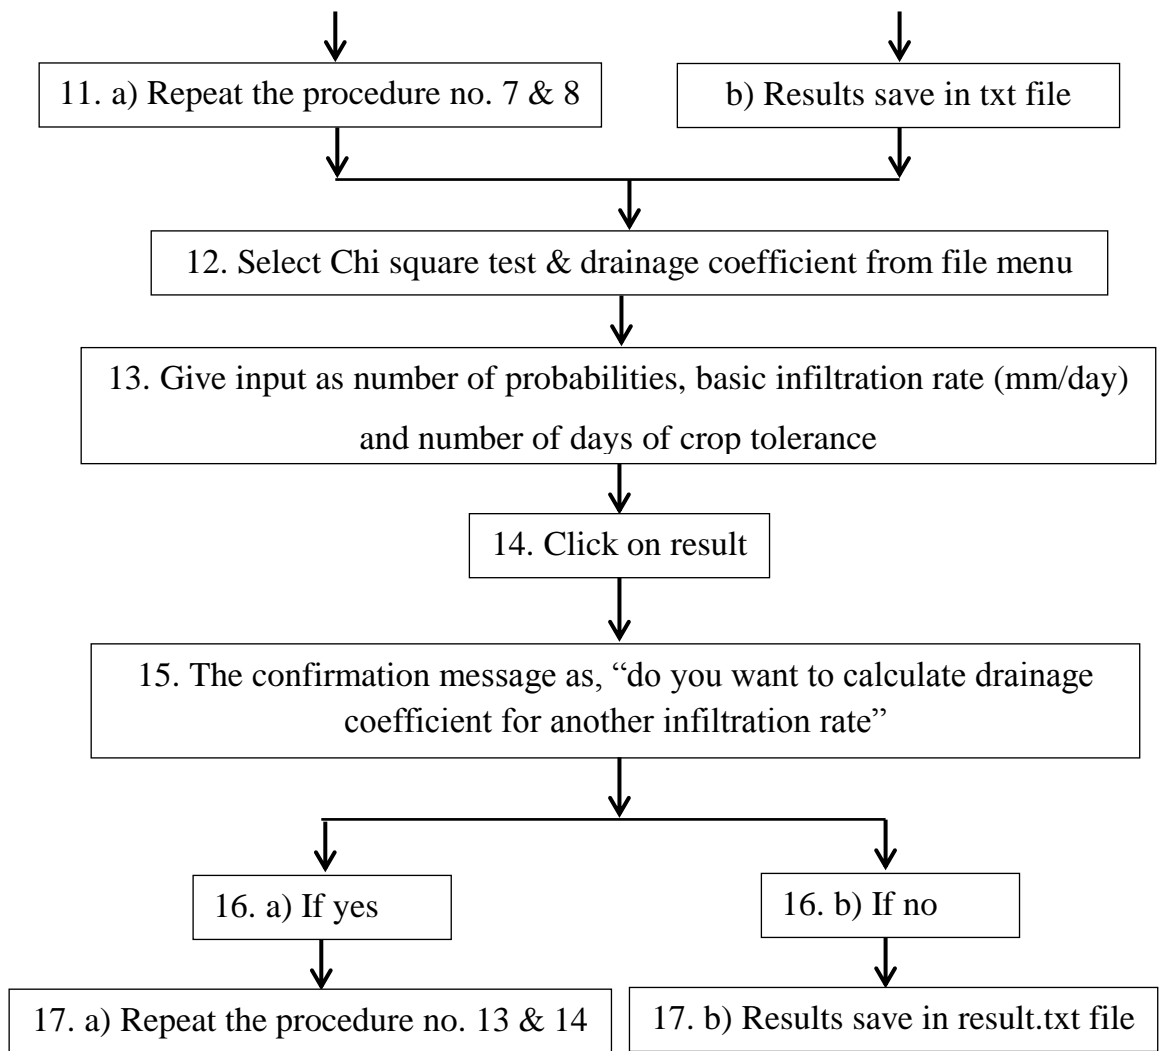 11. a) Repeat the procedure no. 7 & 8
b) Results save in txt file
12. Select Chi square test & drainage coefficient from file menu
13. Give input as number of probabilities, basic infiltration rate (mm/day)
and number of days of crop tolerance
14. Click on result
15. The confirmation message as, “do you want to calculate drainage
coefficient for another infiltration rate”
16. a) If yes
16. b) If no
17. a) Repeat the procedure no. 13 & 14
17. b) Results save in result.txt file